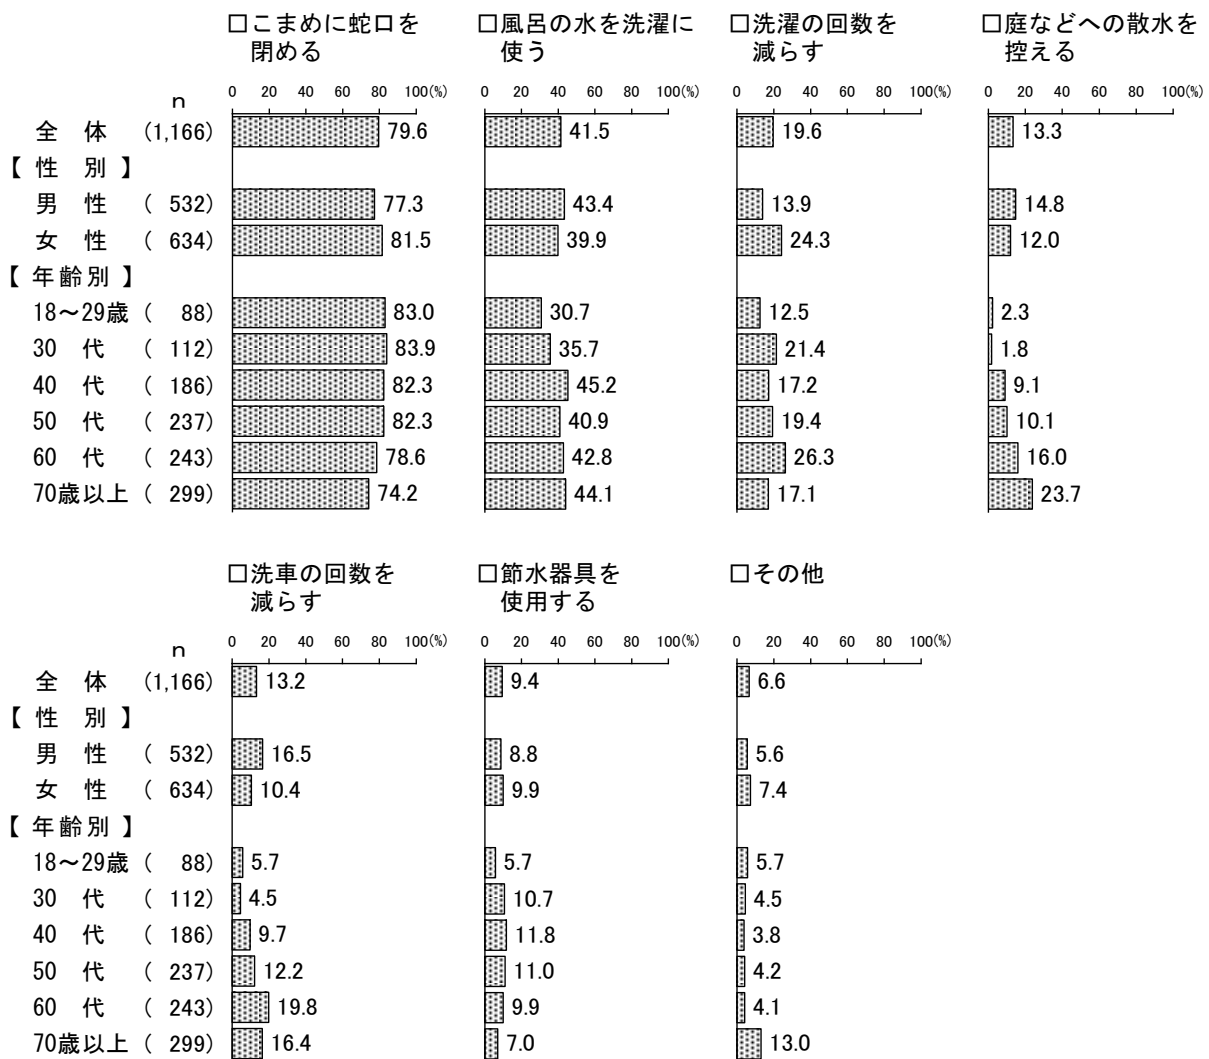 □こまめに蛇口を 閉める □風呂の水を洗濯に 使う □洗濯の回数を 減らす □庭などへの散水を 控える
n 0 20 40 60 80 100(%) 0 20 40 60 80 100(%) 0 20 40 60 80 100(%) 0 20 40 60 80 100(%)
全 体 (1,166) 79.6 41.5 19.6 13.3
【 性 別 】
男 性 ( 532) 77.3 43.4 13.9 14.8
女 性 ( 634) 81.5 39.9 24.3 12.0
【 年齢別 】
18～29歳 ( 88) 83.0 30.7 12.5 2.3
30 代 ( 112) 83.9 35.7 21.4 1.8
40 代 ( 186) 82.3 45.2 17.2 9.1
50 代 ( 237) 82.3 40.9 19.4 10.1
60 代 ( 243) 78.6 42.8 26.3 16.0
70歳以上 ( 299) 74.2 44.1 17.1 23.7
□洗車の回数を 減らす □節水器具を 使用する □その他
n 0 20 40 60 80 100(%) 0 20 40 60 80 100(%) 0 20 40 60 80 100(%)
全 体 (1,166) 13.2 9.4 6.6
【 性 別 】
男 性 ( 532) 16.5 8.8 5.6
女 性 ( 634) 10.4 9.9 7.4
【 年齢別 】
18～29歳 ( 88) 5.7 5.7 5.7
30 代 ( 112) 4.5 10.7 4.5
40 代 ( 186) 9.7 11.8 3.8
50 代 ( 237) 12.2 11.0 4.2
60 代 ( 243) 19.8 9.9 4.1
70歳以上 ( 299) 16.4 7.0 13.0